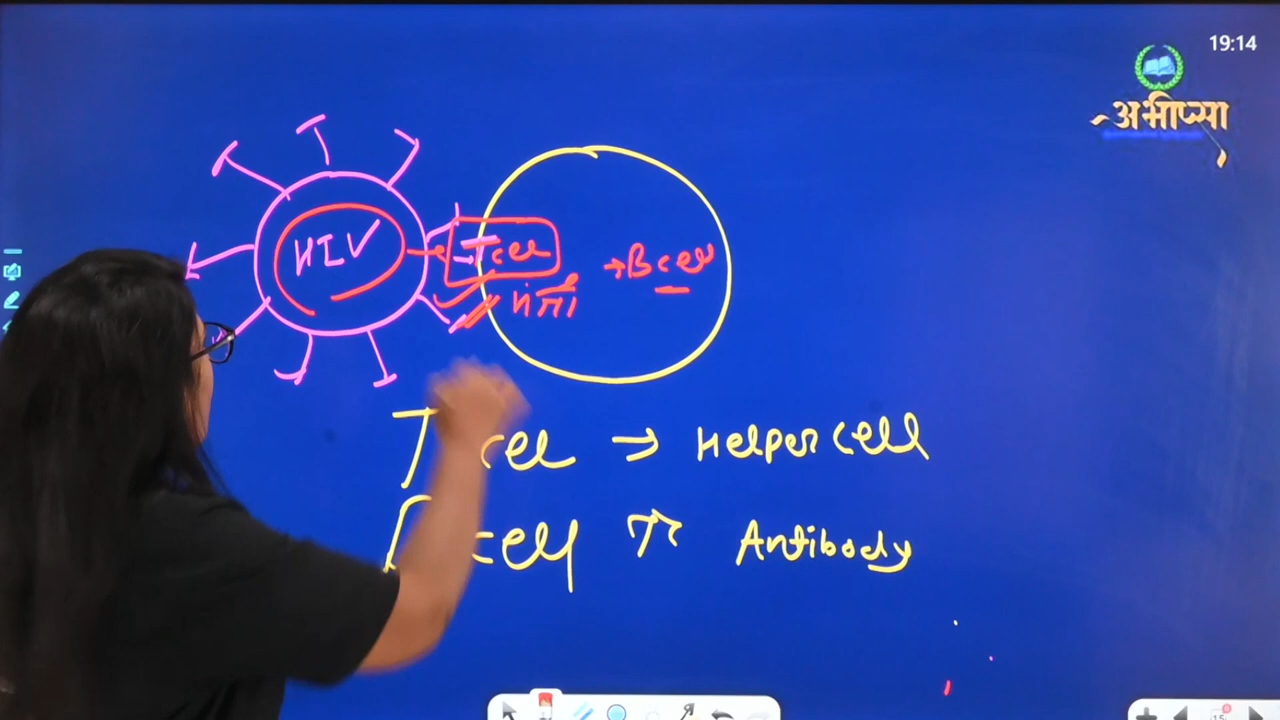 19:14
अभीप्सा
HIV
T cell
→ B cell
T cell → Helper cell
cell Antibody